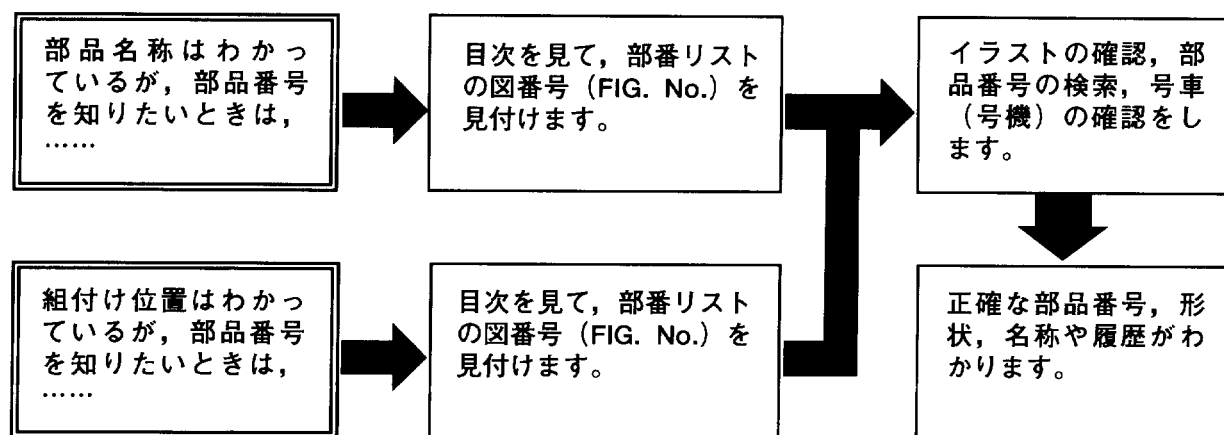 部品名称はわかっ
ているが，部品番号
を知りたいときは，
……
目次を見て，部番リスト
の図番号（FIG. No.）を
見付けます。
イラストの確認，部
品番号の検索，号車
（号機）の確認をし
ます。
組付け位置はわかっ
ているが，部品番号
を知りたいときは，
……
目次を見て，部番リスト
の図番号（FIG. No.）を
見付けます。
正確な部品番号，形
状，名称や履歴がわ
かります。